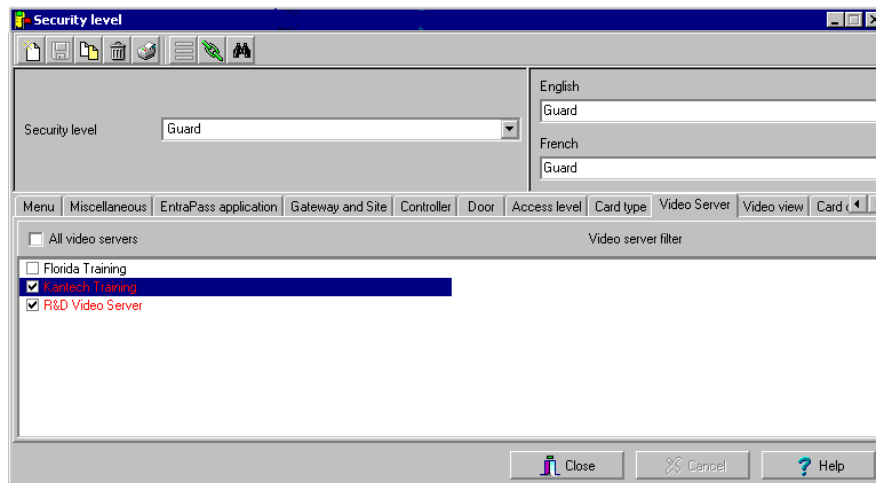 Security level
English
Guard
Security level
Guard
French
Guard
Menu Miscellaneous EntraPass application Gateway and Site Controller Door Access level Card type Video Server Video view Card
All video servers
Video server filter
Florida Training
Kantech Training
R&D Video Server
Close Cancel Help